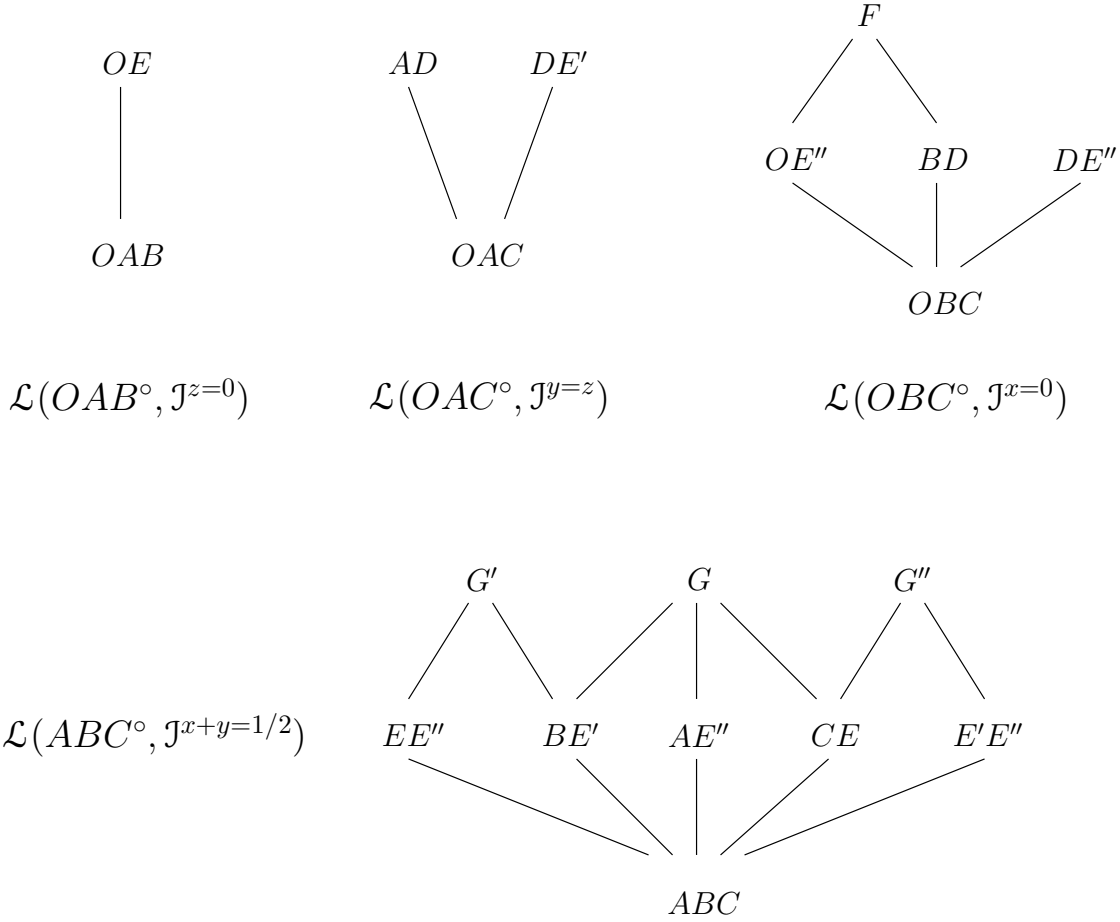 F
OE AD DE′
OE″ BD DE″
OAB OAC
OBC
ℒ(OAB°, ℐ^{z=0}) ℒ(OAC°, ℐ^{y=z}) ℒ(OBC°, ℐ^{x=0})
G′ G G″
ℒ(ABC°, ℐ^{x+y=1/2}) EE″ BE′ AE″ CE E′E″
ABC